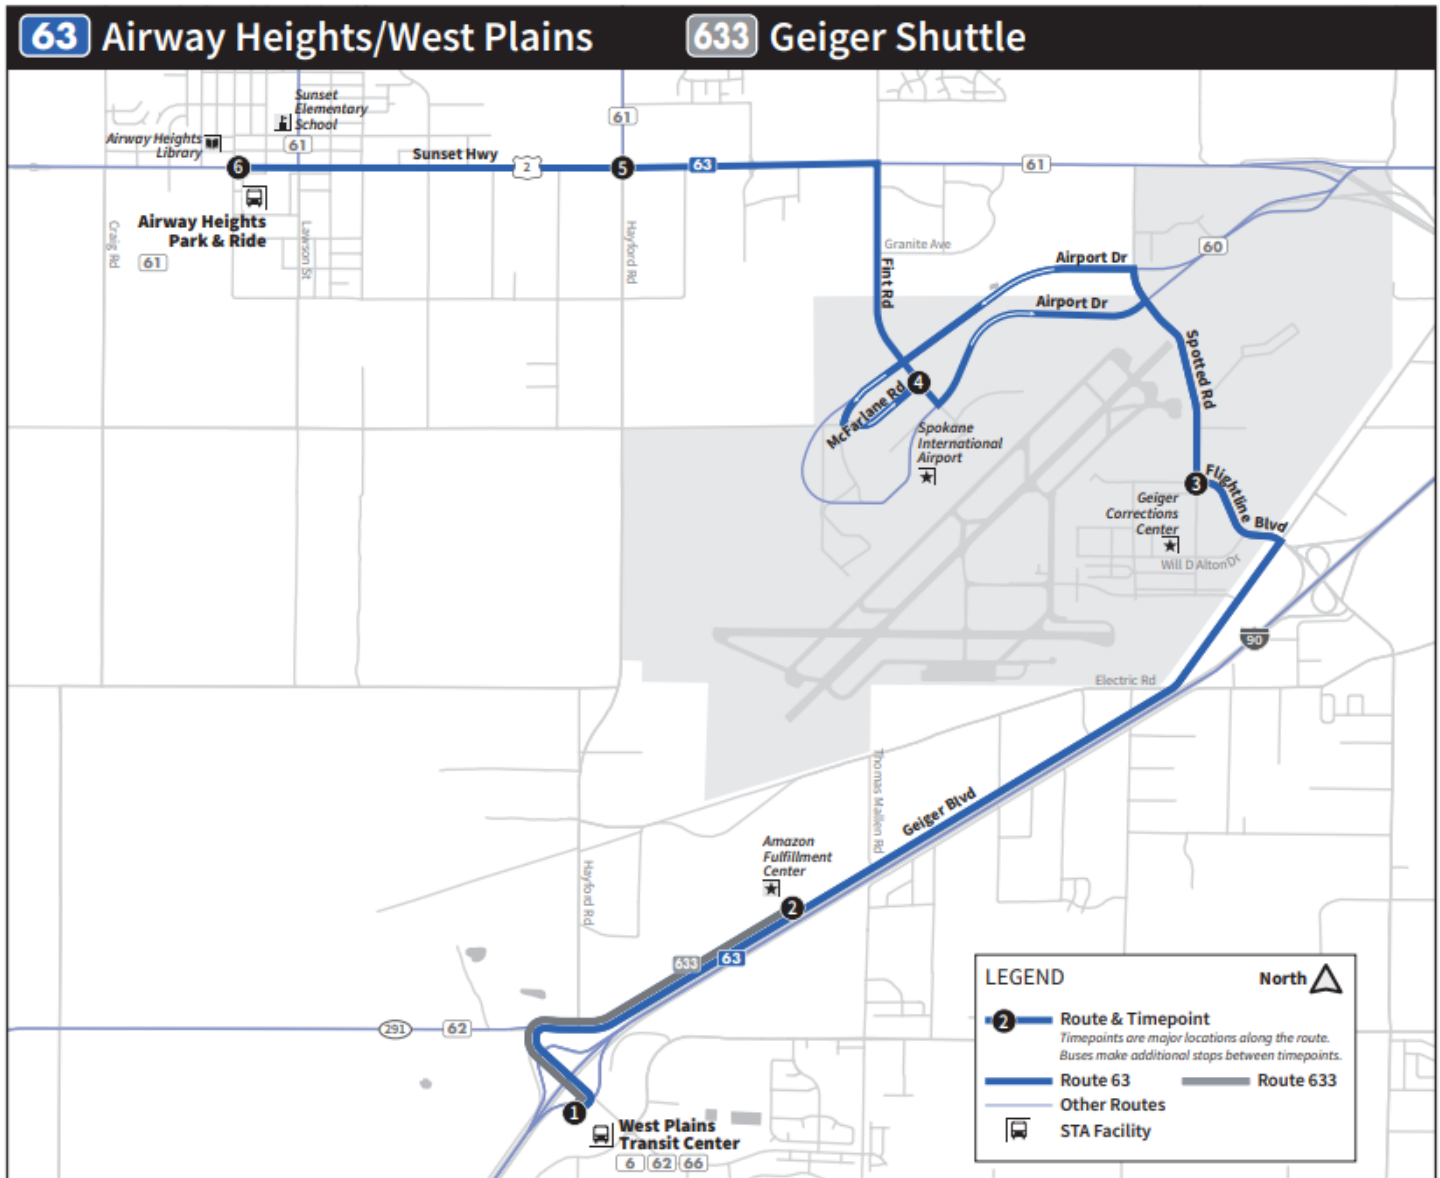 63 Airway Heights/West Plains 633 Geiger Shuttle
Sunset
Elementary
School
61
61
Airway Heights
Library
6
Sunset Hwy
2
5
63
61
Airway Heights
Park & Ride
61
Craig Rd
Lawson St
Hayford Rd
Granite Ave
Flint Rd
60
Airport Dr
Airport Dr
Spotted Rd
4
McFarlane Rd
Spokane
International
Airport
3
Flightline Blvd
Geiger
Corrections
Center
Will D Alton Dr
90
Electric Rd
Thomas Mallen Rd
Geiger Blvd
Amazon
Fulfillment
Center
2
Hayford Rd
633
63
291
62
1
West Plains
Transit Center
6 62 66
LEGEND
North
2 Route & Timepoint
Timepoints are major locations along the route.
Buses make additional stops between timepoints.
Route 63 Route 633
Other Routes
STA Facility